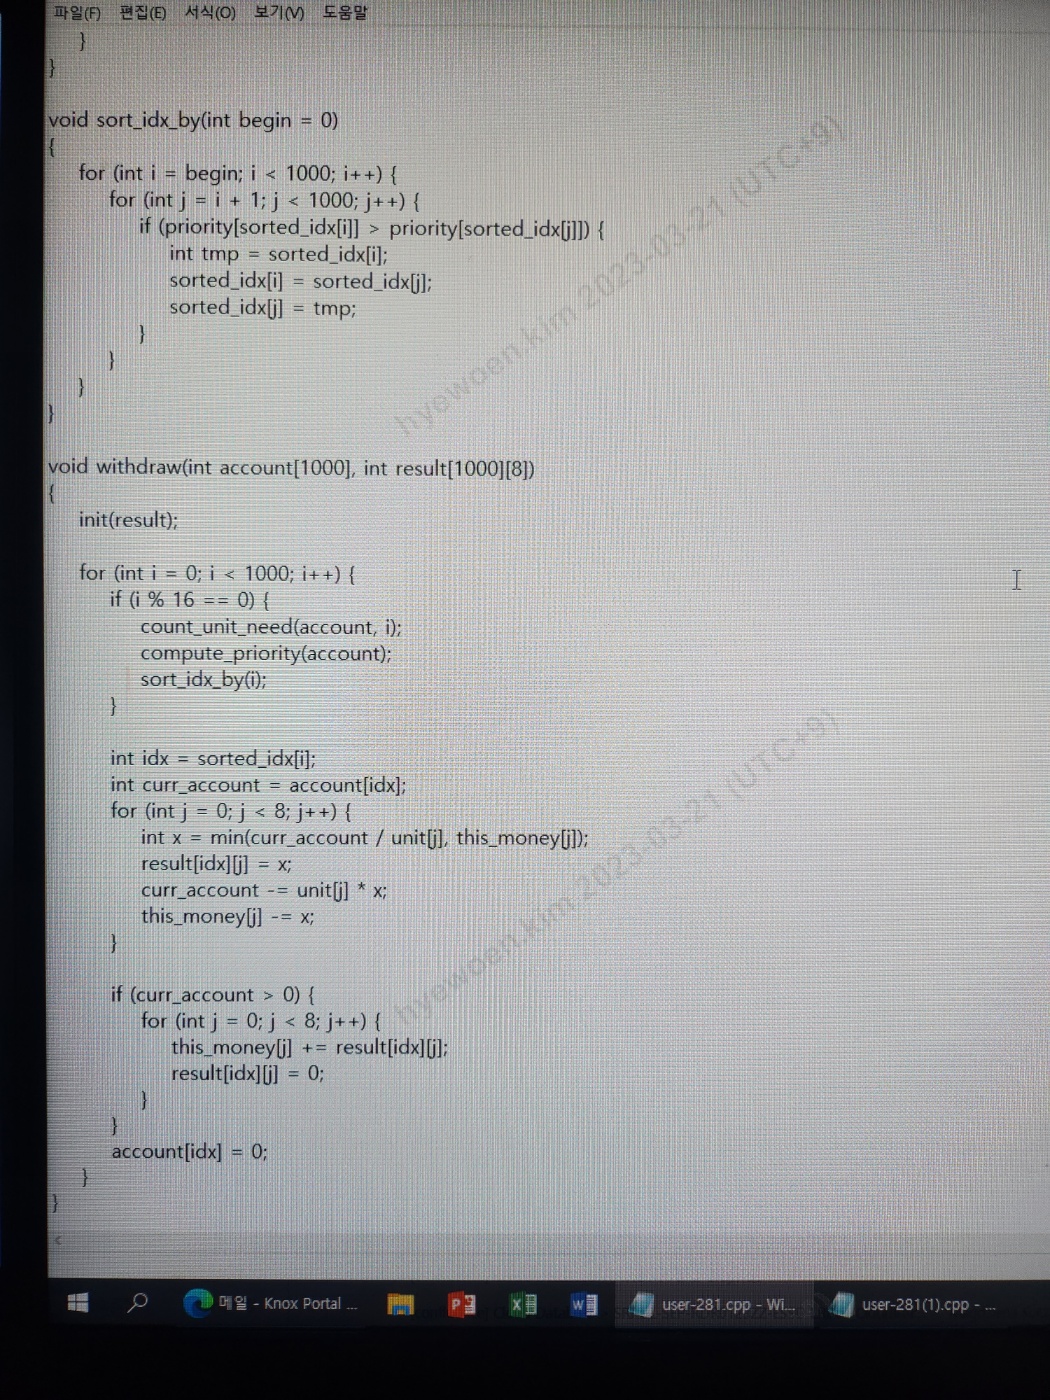 파일(F) 편집(E) 서식(O) 보기(V) 도움말
}
}
void sort_idx_by(int begin = 0)
{
for (int i = begin; i < 1000; i++) {
for (int j = i + 1; j < 1000; j++) {
if (priority[sorted_idx[i]] > priority[sorted_idx[j]]) {
int tmp = sorted_idx[i];
sorted_idx[i] = sorted_idx[j];
sorted_idx[j] = tmp;
}
}
}
}
hyewoen.kim 2023-03-21 (UTC+9)
void withdraw(int account[1000], int result[1000][8])
{
init(result);
for (int i = 0; i < 1000; i++) {
if (i % 16 == 0) {
count_unit_need(account, i);
compute_priority(account);
sort_idx_by(i);
}
int idx = sorted_idx[i];
int curr_account = account[idx];
for (int j = 0; j < 8; j++) {
int x = min(curr_account / unit[j], this_money[j]);
result[idx][j] = x;
curr_account -= unit[j] * x;
this_money[j] -= x;
}
hyewoen.kim 2023-03-21 (UTC+9)
if (curr_account > 0) {
for (int j = 0; j < 8; j++) {
this_money[j] += result[idx][j];
result[idx][j] = 0;
}
}
account[idx] = 0;
}
}
메일 - Knox Portal ...
user-281.cpp - Wi...
user-281(1).cpp - ...